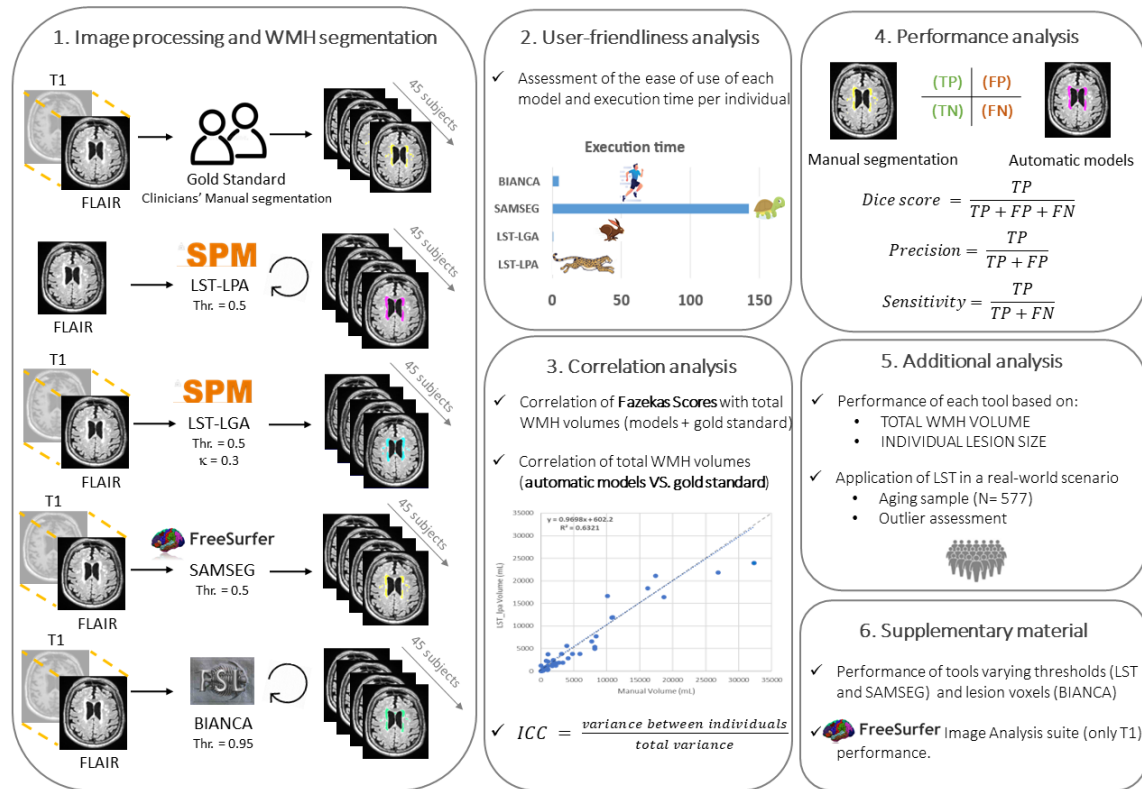 1. Image processing and WMH segmentation
T1
FLAIR
Gold Standard
Clinicians' Manual segmentation
45 subjects
FLAIR
SPM
LST-LPA
Thr. = 0.5
45 subjects
T1
FLAIR
SPM
LST-LGA
Thr. = 0.5
κ = 0.3
45 subjects
T1
FLAIR
FreeSurfer
SAMSEG
Thr. = 0.5
45 subjects
T1
FLAIR
FSL
BIANCA
Thr. = 0.95
45 subjects
2. User-friendliness analysis
✓ Assessment of the ease of use of each
model and execution time per individual
Execution time
BIANCA
SAMSEG
LST-LGA
LST-LPA
0 50 100 150
3. Correlation analysis
✓ Correlation of Fazekas Scores with total
WMH volumes (models + gold standard)
✓ Correlation of total WMH volumes
(automatic models VS. gold standard)
y = 0.9698x + 602.2
R² = 0.6321
LST_lpa Volume (mL)
35000
30000
25000
20000
15000
10000
5000
0
0 5000 10000 15000 20000 25000 30000 35000
Manual Volume (mL)
✓ ICC = variance between individuals / total variance
4. Performance analysis
(TP) (FP)
(TN) (FN)
Manual segmentation Automatic models
Dice score = TP / TP + FP + FN
Precision = TP / TP + FP
Sensitivity = TP / TP + FN
5. Additional analysis
✓ Performance of each tool based on:
• TOTAL WMH VOLUME
• INDIVIDUAL LESION SIZE
✓ Application of LST in a real-world scenario
• Aging sample (N= 577)
• Outlier assessment
6. Supplementary material
✓ Performance of tools varying thresholds (LST
and SAMSEG) and lesion voxels (BIANCA)
✓ FreeSurfer Image Analysis suite (only T1)
performance.